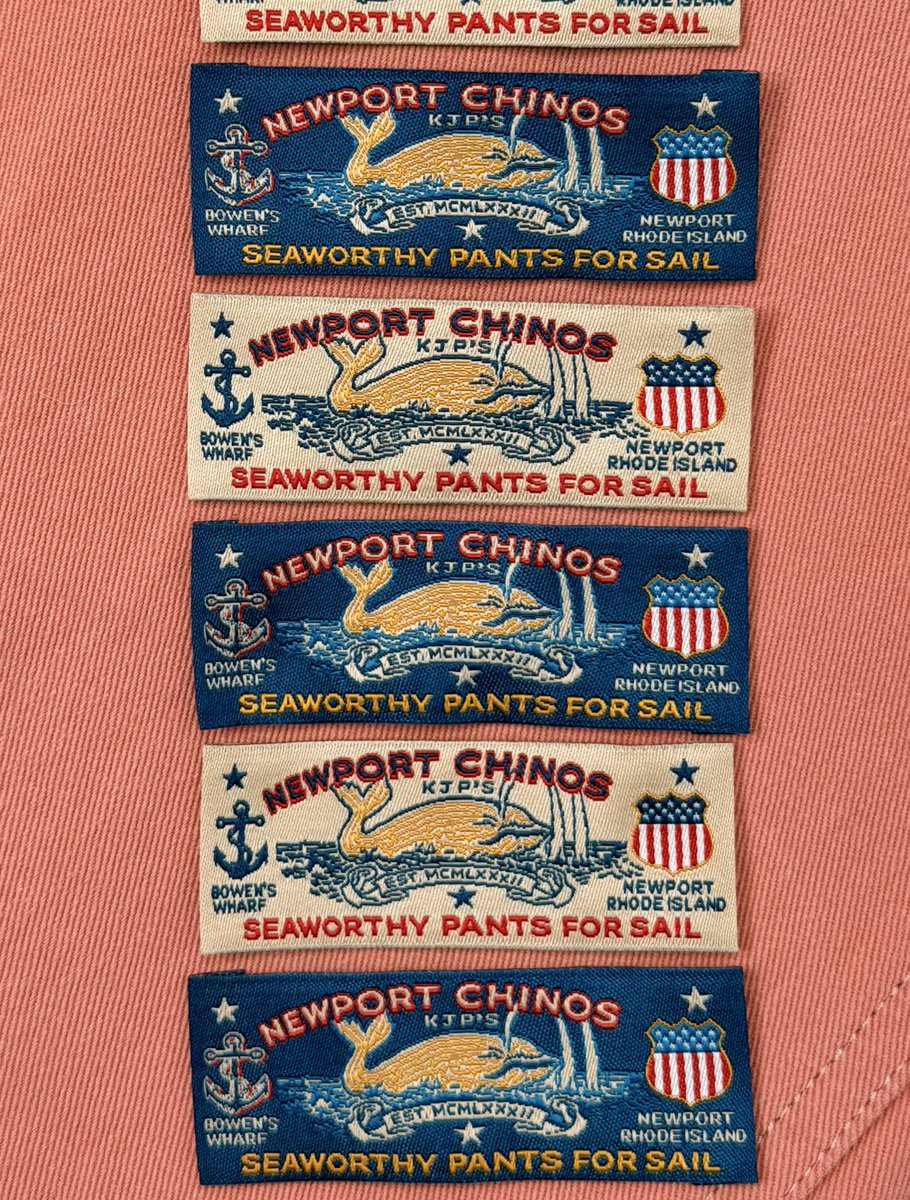 SEAWORTHY PANTS FOR SAIL
NEWPORT CHINOS
KJP'S
BOWEN'S
WHARF
EST. MCMLXXXII
NEWPORT
RHODE ISLAND
SEAWORTHY PANTS FOR SAIL
NEWPORT CHINOS
KJP'S
BOWEN'S
WHARF
EST. MCMLXXXII
NEWPORT
RHODE ISLAND
SEAWORTHY PANTS FOR SAIL
NEWPORT CHINOS
KJP'S
BOWEN'S
WHARF
EST. MCMLXXXII
NEWPORT
RHODE ISLAND
SEAWORTHY PANTS FOR SAIL
NEWPORT CHINOS
KJP'S
BOWEN'S
WHARF
EST. MCMLXXXII
NEWPORT
RHODE ISLAND
SEAWORTHY PANTS FOR SAIL
NEWPORT CHINOS
KJP'S
BOWEN'S
WHARF
EST. MCMLXXXII
NEWPORT
RHODE ISLAND
SEAWORTHY PANTS FOR SAIL